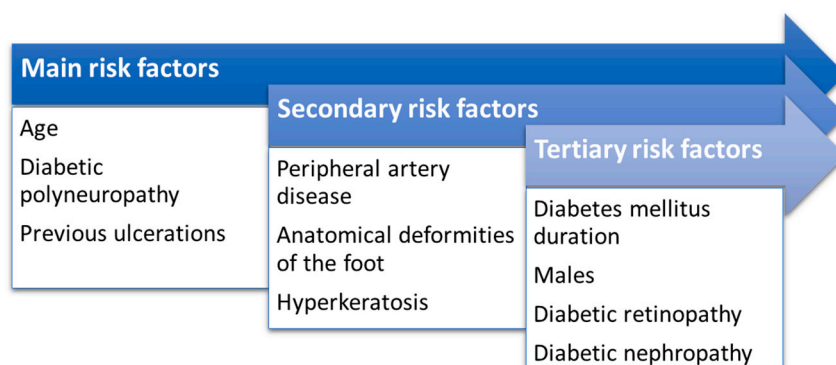 Main risk factors
Age
Diabetic
polyneuropathy
Previous ulcerations
Secondary risk factors
Peripheral artery
disease
Anatomical deformities
of the foot
Hyperkeratosis
Tertiary risk factors
Diabetes mellitus
duration
Males
Diabetic retinopathy
Diabetic nephropathy